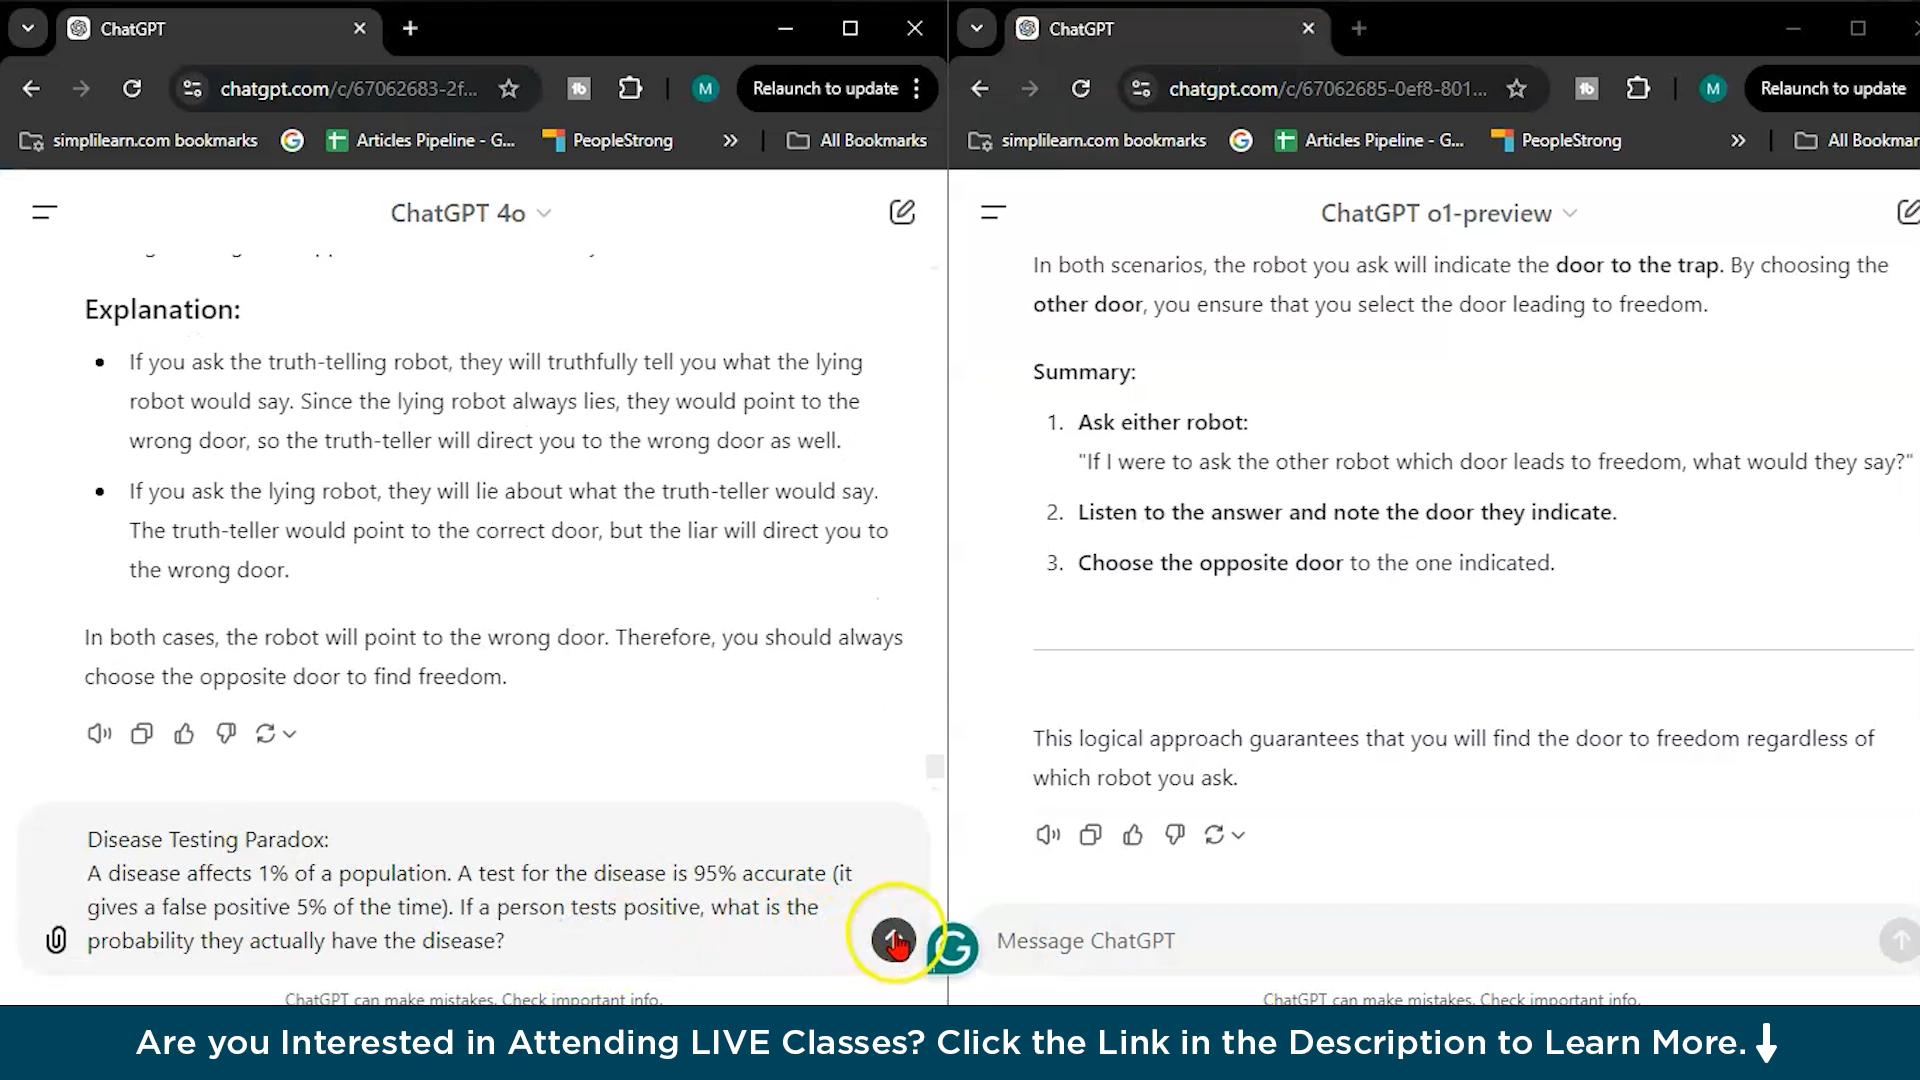 ChatGPT
chatgpt.com/c/67062683-2f...
Relaunch to update
simplilearn.com bookmarks
Articles Pipeline - G...
PeopleStrong
All Bookmarks
ChatGPT 4o
Explanation:
If you ask the truth-telling robot, they will truthfully tell you what the lying
robot would say. Since the lying robot always lies, they would point to the
wrong door, so the truth-teller will direct you to the wrong door as well.
If you ask the lying robot, they will lie about what the truth-teller would say.
The truth-teller would point to the correct door, but the liar will direct you to
the wrong door.
In both cases, the robot will point to the wrong door. Therefore, you should always
choose the opposite door to find freedom.
Disease Testing Paradox:
A disease affects 1% of a population. A test for the disease is 95% accurate (it
gives a false positive 5% of the time). If a person tests positive, what is the
probability they actually have the disease?
ChatGPT can make mistakes. Check important info.
ChatGPT
chatgpt.com/c/67062685-0ef8-801...
Relaunch to update
simplilearn.com bookmarks
Articles Pipeline - G...
PeopleStrong
All Bookmar
ChatGPT o1-preview
In both scenarios, the robot you ask will indicate the door to the trap. By choosing the
other door, you ensure that you select the door leading to freedom.
Summary:
1. Ask either robot:
"If I were to ask the other robot which door leads to freedom, what would they say?"
2. Listen to the answer and note the door they indicate.
3. Choose the opposite door to the one indicated.
This logical approach guarantees that you will find the door to freedom regardless of
which robot you ask.
Message ChatGPT
ChatGPT can make mistakes. Check important info.
Are you Interested in Attending LIVE Classes? Click the Link in the Description to Learn More.